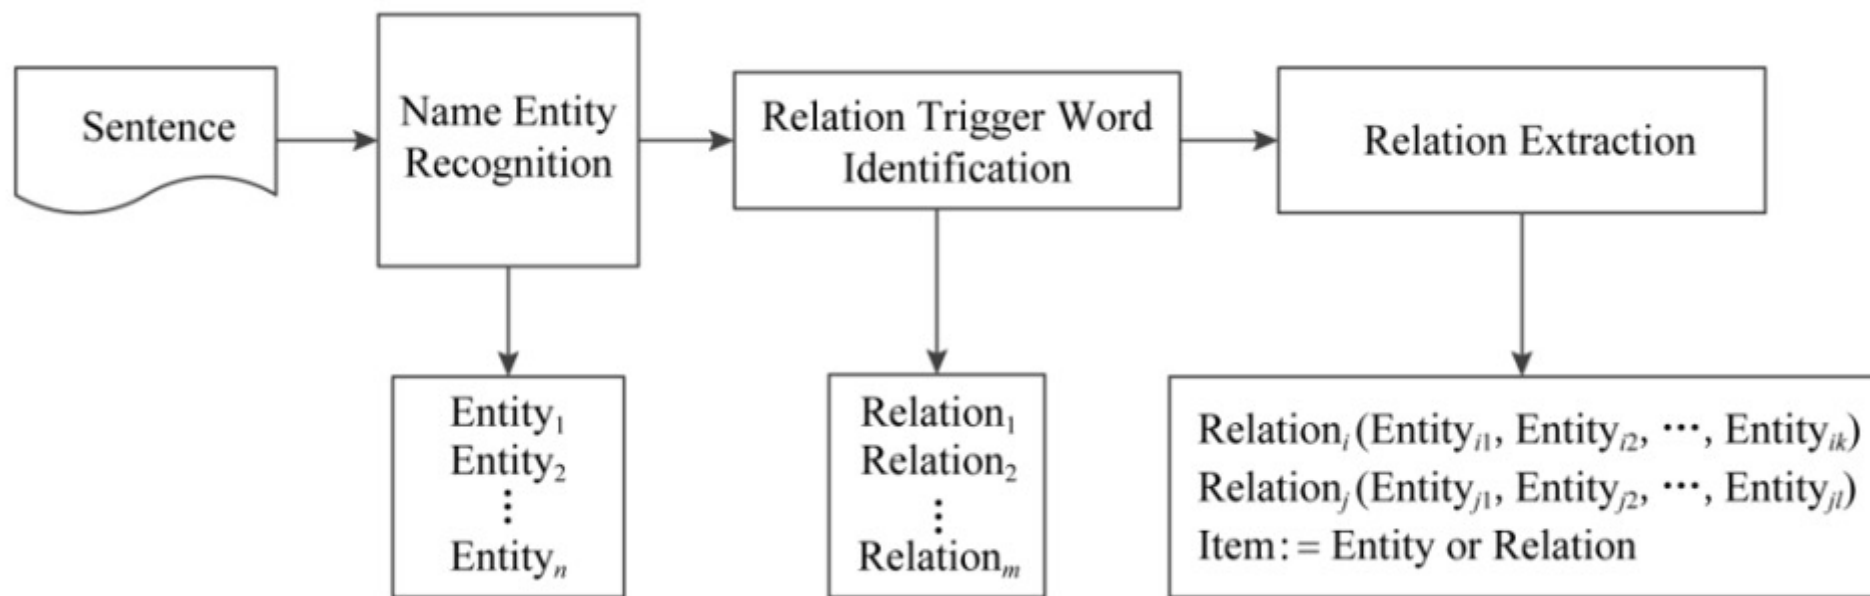 Sentence
Name Entity
Recognition
Relation Trigger Word
Identification
Relation Extraction
Entity₁
Entity₂
⋮
Entityₙ
Relation₁
Relation₂
⋮
Relationₘ
Relationᵢ(Entityᵢ₁, Entityᵢ₂, ···, Entityᵢₖ)
Relationⱼ(Entityⱼ₁, Entityⱼ₂, ···, Entityⱼₗ)
Item: = Entity or Relation